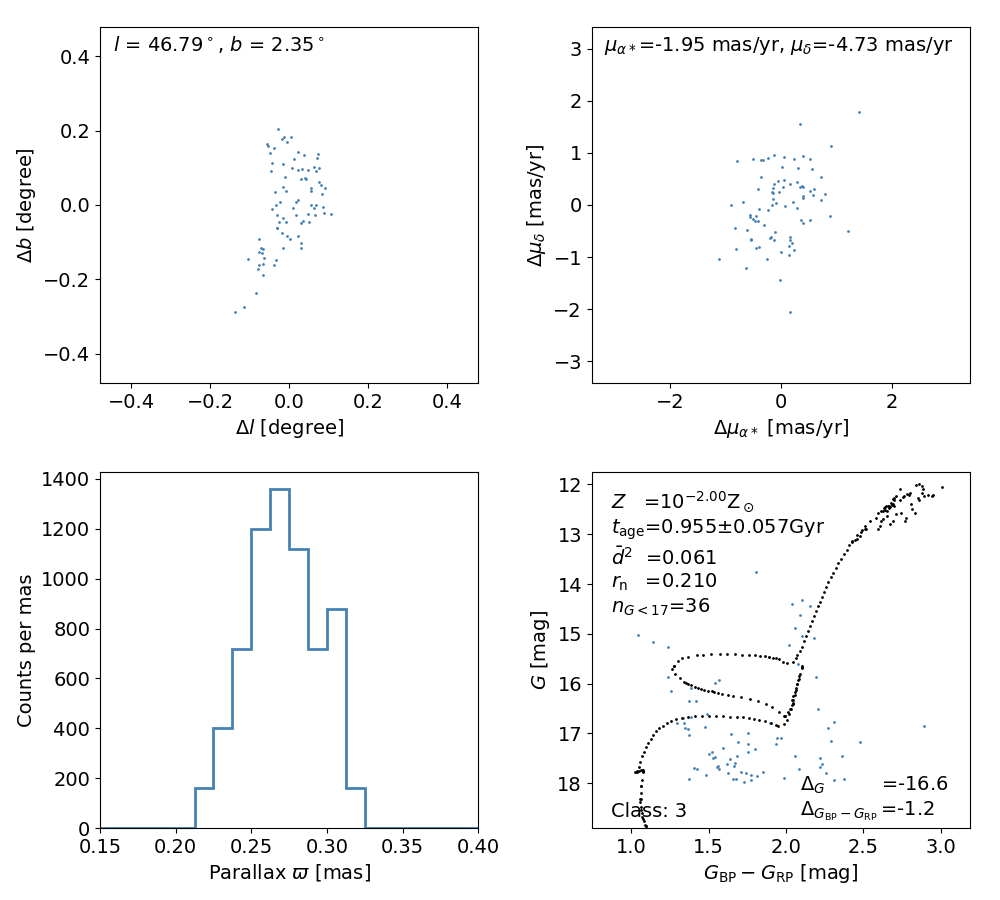 l = 46.79°, b = 2.35°
0.4
0.2
0.0
−0.2
−0.4
Δb [degree]
−0.4 −0.2 0.0 0.2 0.4
Δl [degree]
μα*=-1.95 mas/yr, μδ=-4.73 mas/yr
3
2
1
0
−1
−2
−3
Δμδ [mas/yr]
−2 0 2
Δμα* [mas/yr]
1400
1200
1000
800
600
400
200
0
Counts per mas
0.15 0.20 0.25 0.30 0.35 0.40
Parallax ϖ [mas]
12
13
14
15
16
17
18
G [mag]
Z =10^−2.00 Z⊙
t_age=0.955±0.057Gyr
d̄² =0.061
r_n =0.210
n_G<17=36
Δ_G =-16.6
Δ_GBP−GRP=-1.2
Class: 3
1.0 1.5 2.0 2.5 3.0
G_BP − G_RP [mag]